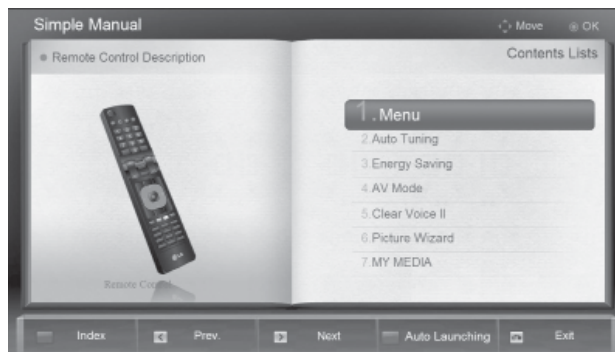 Simple Manual
Move OK
Remote Control Description
Contents Lists
1.Menu
2.Auto Tuning
3.Energy Saving
4.AV Mode
5.Clear Voice II
6.Picture Wizard
7.MY MEDIA
LG
Remote Control
Index Prev. Next Auto Launching Exit